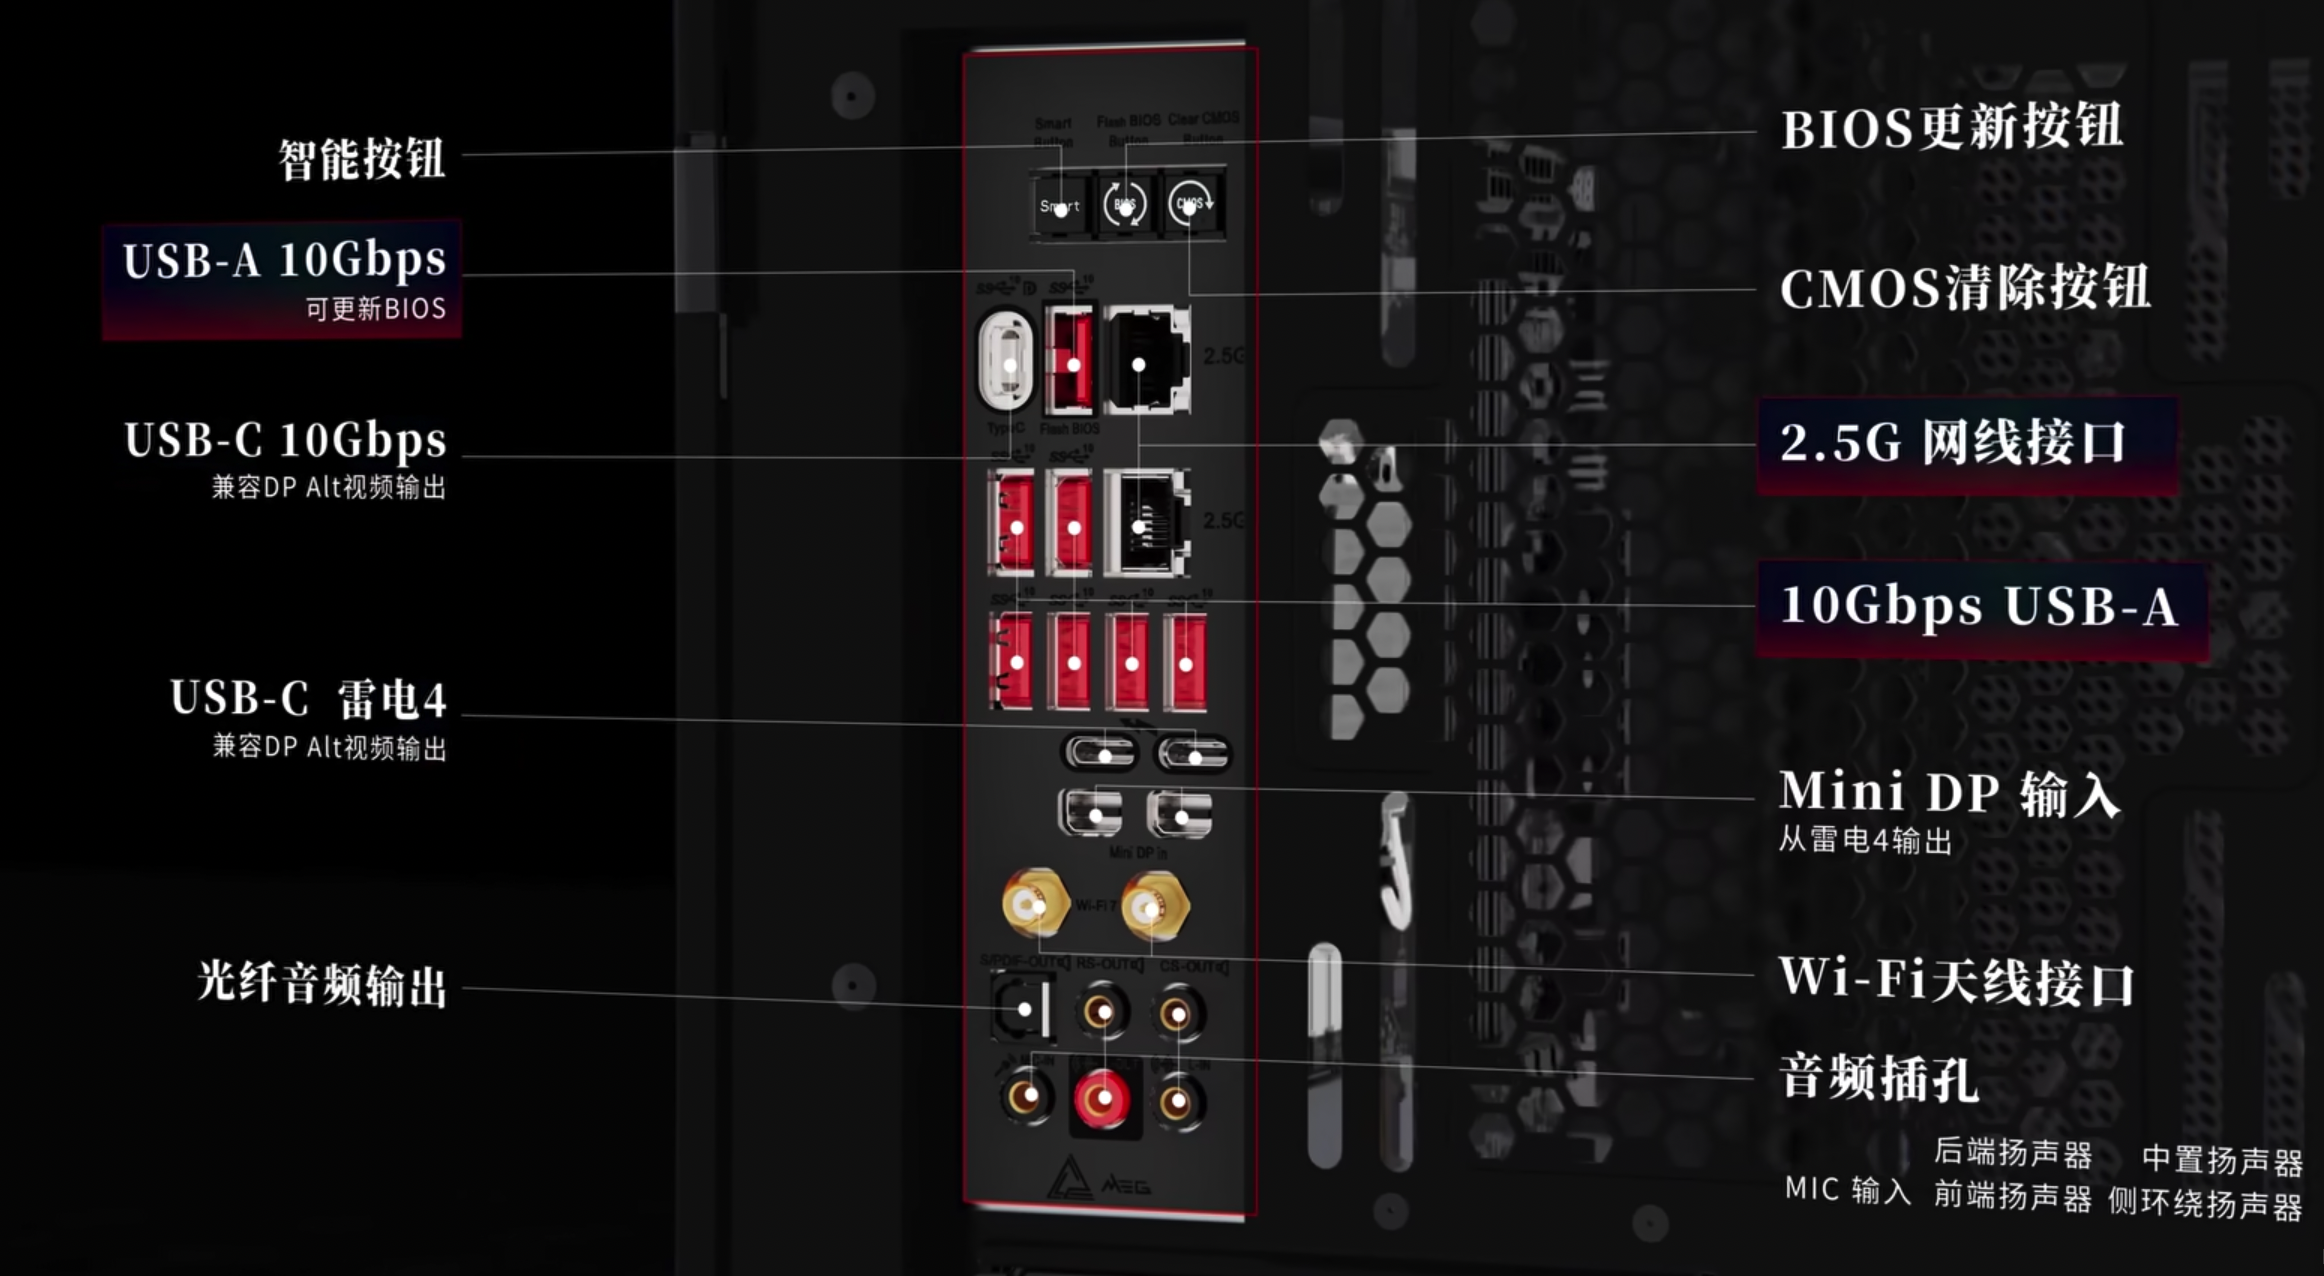 智能按钮
USB-A 10Gbps
可更新BIOS
USB-C 10Gbps
兼容DP Alt视频输出
USB-C 雷电4
兼容DP Alt视频输出
光纤音频输出
Smart Button
Flash BIOS Button
Clear CMOS Button
Smart
BIOS
CMOS
2.5G
Type C
Flash BIOS
2.5G
Mini DP in
Wi-Fi 7
S/PDIF-OUT
RS-OUT
CS-OUT
MEG
BIOS更新按钮
CMOS清除按钮
2.5G 网线接口
10Gbps USB-A
Mini DP 输入
从雷电4输出
Wi-Fi天线接口
音频插孔
后端扬声器 中置扬声器
MIC 输入 前端扬声器 侧环绕扬声器